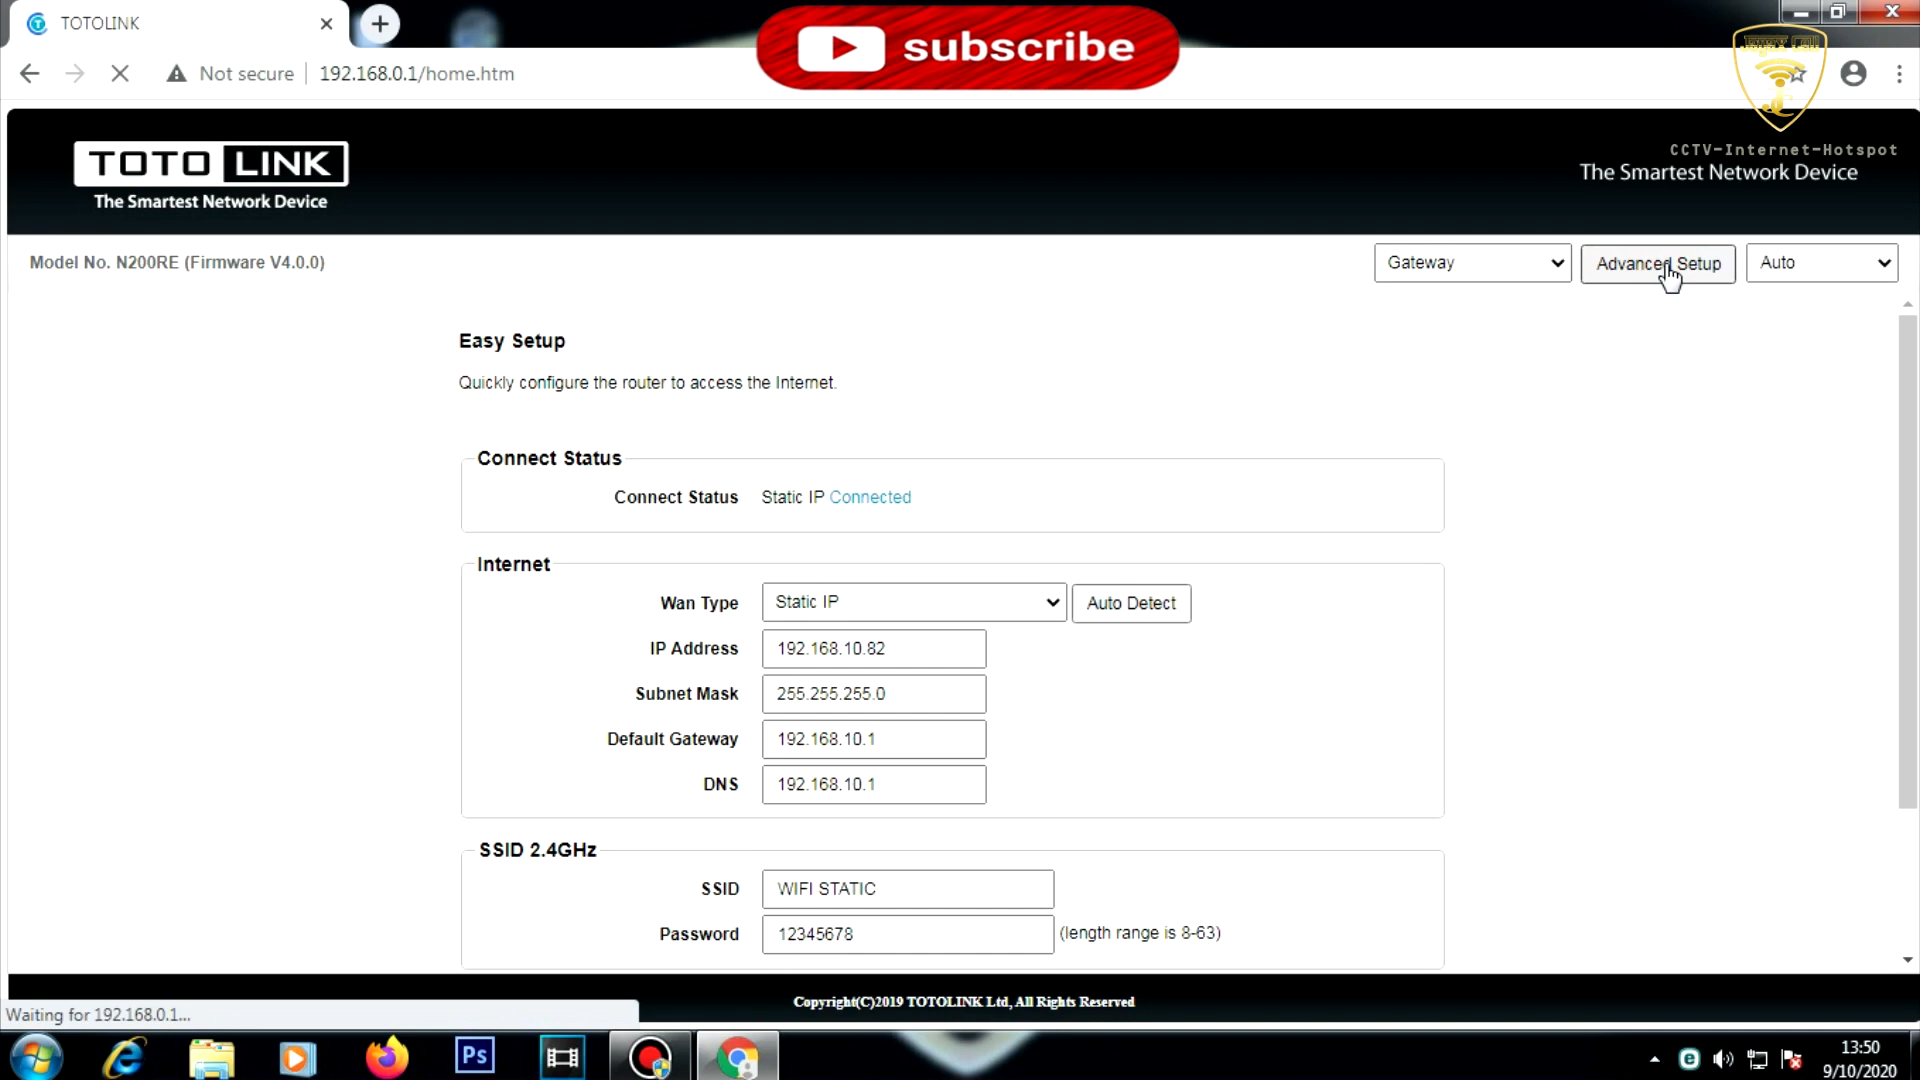 TOTOLINK
subscribe
Not secure
192.168.0.1/home.htm
TOTO LINK
The Smartest Network Device
CCTV-Internet-Hotspot
The Smartest Network Device
Model No. N200RE (Firmware V4.0.0)
Gateway
Advanced Setup
Auto
Easy Setup
Quickly configure the router to access the Internet.
Connect Status
Connect Status Static IP Connected
Internet
Wan Type Static IP Auto Detect
IP Address 192.168.10.82
Subnet Mask 255.255.255.0
Default Gateway 192.168.10.1
DNS 192.168.10.1
SSID 2.4GHz
SSID WIFI STATIC
Password 12345678 (length range is 8-63)
Copyright(C)2019 TOTOLINK Ltd, All Rights Reserved
Waiting for 192.168.0.1...
Ps
13:50
9/10/2020